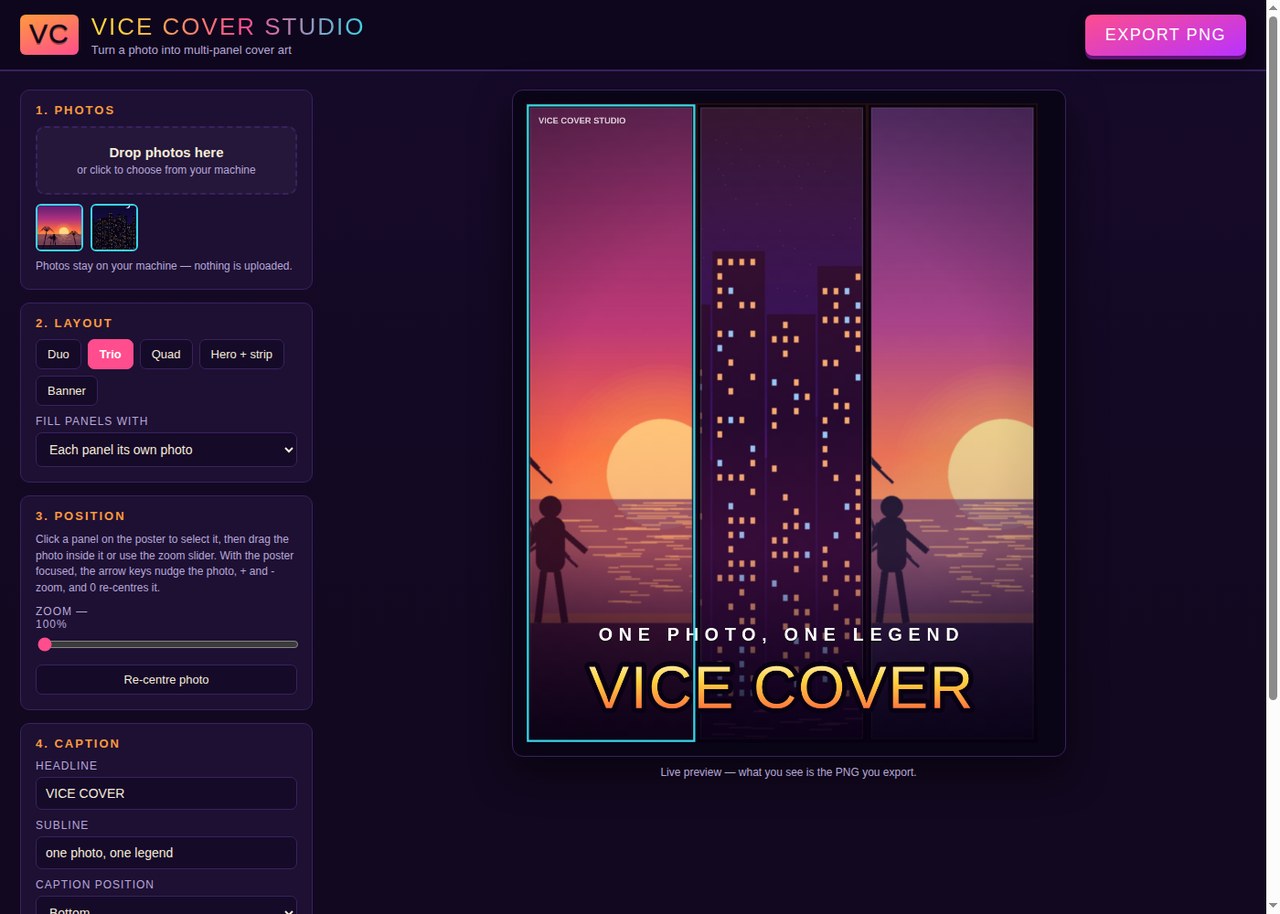 VC
VICE COVER STUDIO
Turn a photo into multi-panel cover art
EXPORT PNG
1. PHOTOS
Drop photos here
or click to choose from your machine
Photos stay on your machine — nothing is uploaded.
2. LAYOUT
Duo
Trio
Quad
Hero + strip
Banner
FILL PANELS WITH
Each panel its own photo
3. POSITION
Click a panel on the poster to select it, then drag the
photo inside it or use the zoom slider. With the poster
focused, the arrow keys nudge the photo, + and -
zoom, and 0 re-centres it.
ZOOM —
100%
Re-centre photo
4. CAPTION
HEADLINE
VICE COVER
SUBLINE
one photo, one legend
CAPTION POSITION
Bottom
VICE COVER STUDIO
ONE PHOTO, ONE LEGEND
VICE COVER
Live preview — what you see is the PNG you export.